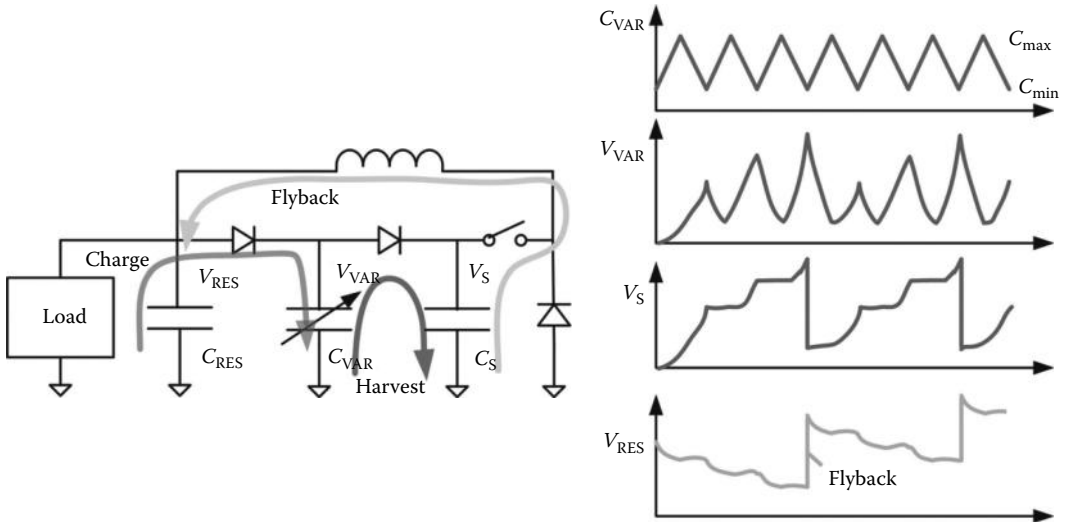 Flyback
Charge
V_RES
V_VAR
V_S
Load
C_RES
C_VAR
C_S
Harvest
C_VAR
C_max
C_min
V_VAR
V_S
V_RES
Flyback